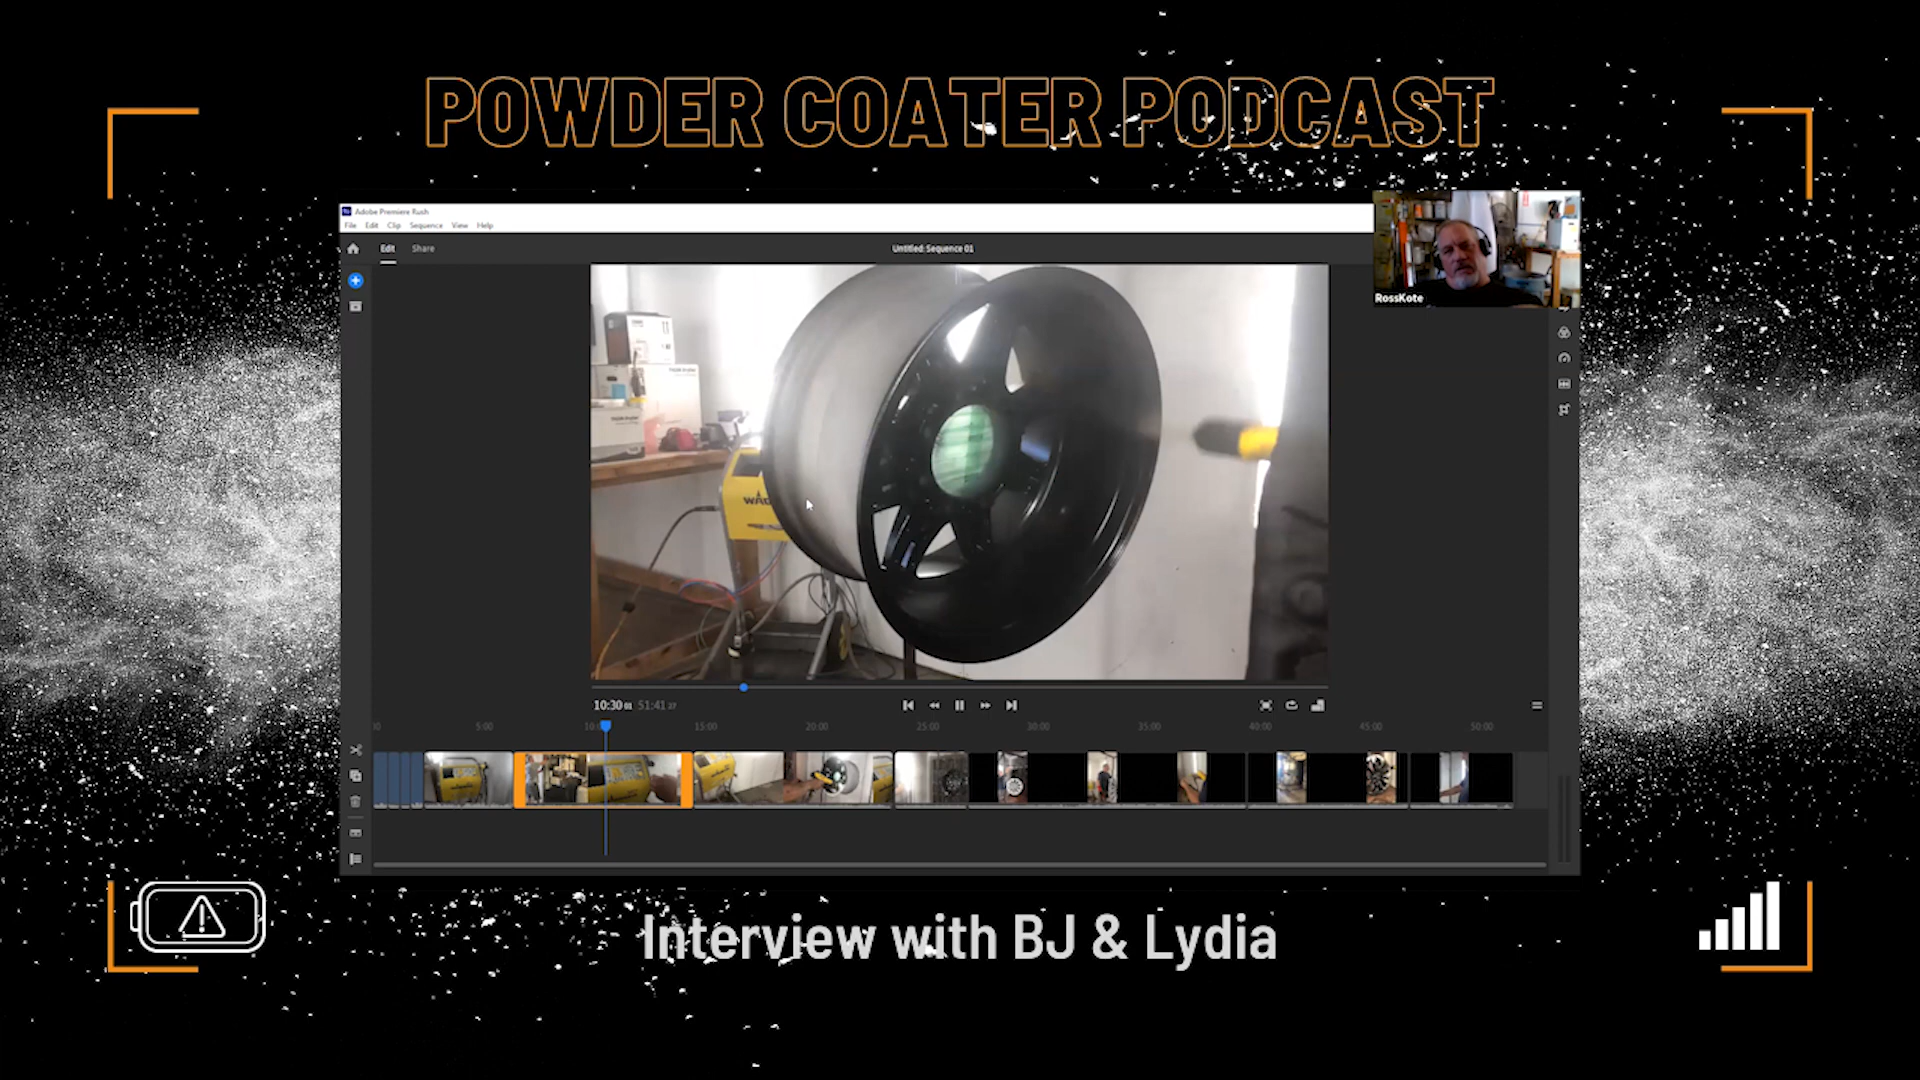 POWDER COATER PODCAST
Adobe Premiere Rush
File Edit Clip Sequence View Help
Edit Share
Untitled: Sequence 01
RossKote
10:30 51:41
5:00 15:00 20:00 25:00 30:00 35:00 40:00 45:00 50:00
Interview with BJ & Lydia